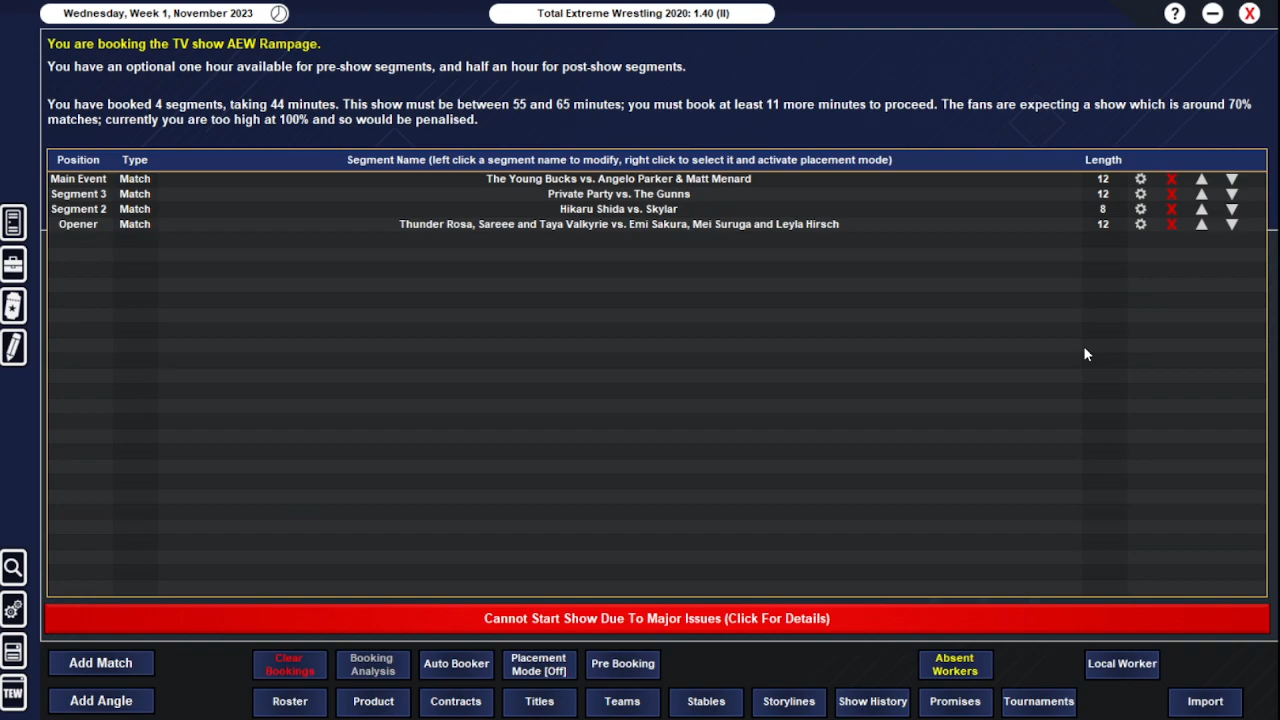 Wednesday, Week 1, November 2023
Total Extreme Wrestling 2020: 1.40 (II)
?
X
You are booking the TV show AEW Rampage.
You have an optional one hour available for pre-show segments, and half an hour for post-show segments.
You have booked 4 segments, taking 44 minutes. This show must be between 55 and 65 minutes; you must book at least 11 more minutes to proceed. The fans are expecting a show which is around 70%
matches; currently you are too high at 100% and so would be penalised.
Position Type Segment Name (left click a segment name to modify, right click to select it and activate placement mode) Length
Main Event Match The Young Bucks vs. Angelo Parker & Matt Menard 12 X
Segment 3 Match Private Party vs. The Gunns 12 X
Segment 2 Match Hikaru Shida vs. Skylar 8 X
Opener Match Thunder Rosa, Sareee and Taya Valkyrie vs. Emi Sakura, Mei Suruga and Leyla Hirsch 12 X
Cannot Start Show Due To Major Issues (Click For Details)
Add Match
Clear
Bookings
Booking
Analysis
Auto Booker
Placement
Mode [Off]
Pre Booking
Absent
Workers
Local Worker
TEW
Add Angle
Roster
Product
Contracts
Titles
Teams
Stables
Storylines
Show History
Promises
Tournaments
Import